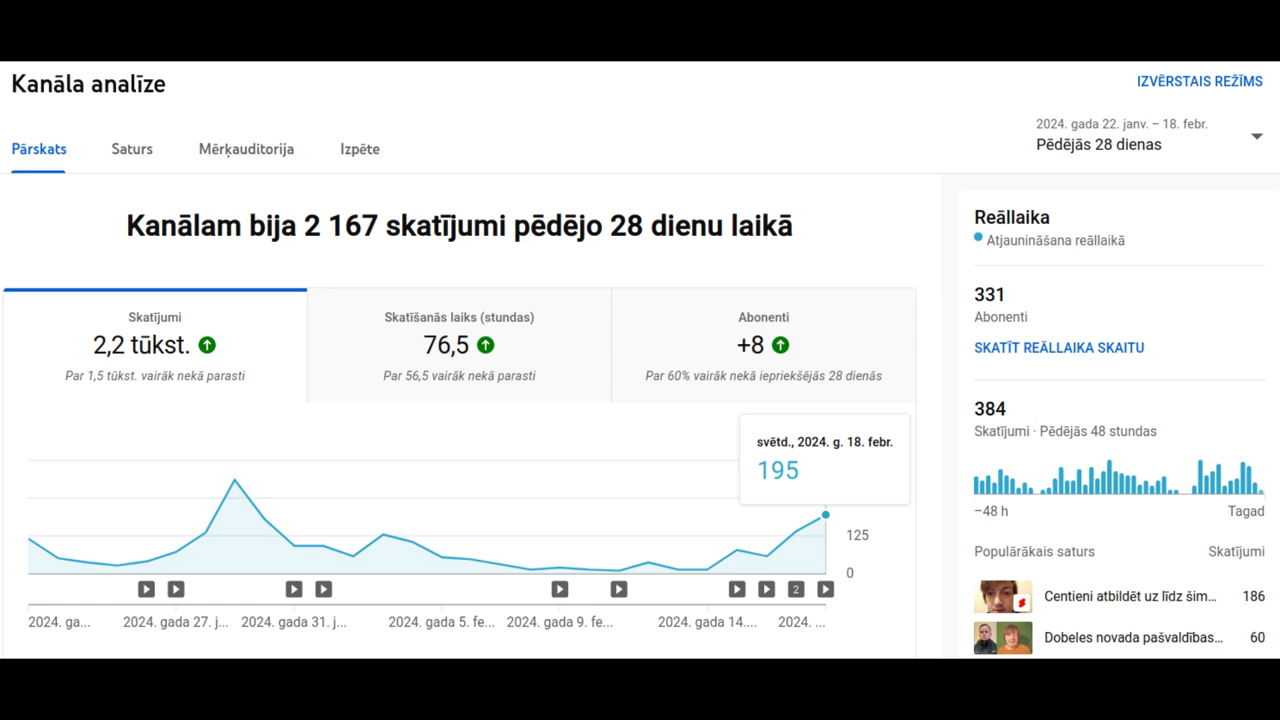 Kanāla analīze
IZVĒRSTAIS REŽĪMS
Pārskats
Saturs
Mērķauditorija
Izpēte
2024. gada 22. janv. – 18. febr.
Pēdējās 28 dienas
Kanālam bija 2 167 skatījumi pēdējo 28 dienu laikā
Skatījumi
2,2 tūkst.
Par 1,5 tūkst. vairāk nekā parasti
Skatīšanās laiks (stundas)
76,5
Par 56,5 vairāk nekā parasti
Abonenti
+8
Par 60% vairāk nekā iepriekšējās 28 dienās
svētd., 2024. g. 18. febr.
195
125
0
2
2024. ga...
2024. gada 27. j...
2024. gada 31. j...
2024. gada 5. fe...
2024. gada 9. fe...
2024. gada 14....
2024. ...
Reāllaika
Atjaunināšana reāllaikā
331
Abonenti
SKATĪT REĀLLAIKA SKAITU
384
Skatījumi · Pēdējās 48 stundas
−48 h
Tagad
Populārākais saturs
Skatījumi
Centieni atbildēt uz līdz šim...
186
Dobeles novada pašvaldības...
60